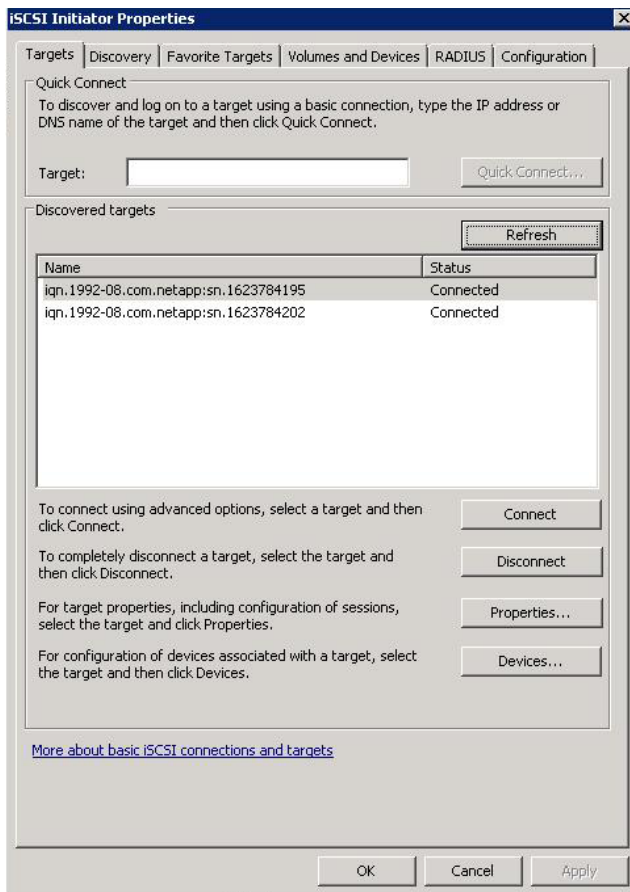 iSCSI Initiator Properties
Targets
Discovery
Favorite Targets
Volumes and Devices
RADIUS
Configuration
Quick Connect
To discover and log on to a target using a basic connection, type the IP address or
DNS name of the target and then click Quick Connect.
Target:
Quick Connect...
Discovered targets
Refresh
Name
Status
iqn.1992-08.com.netapp:sn.1623784195
Connected
iqn.1992-08.com.netapp:sn.1623784202
Connected
To connect using advanced options, select a target and then
click Connect.
Connect
To completely disconnect a target, select the target and
then click Disconnect.
Disconnect
For target properties, including configuration of sessions,
select the target and click Properties.
Properties...
For configuration of devices associated with a target, select
the target and then click Devices.
Devices...
More about basic iSCSI connections and targets
OK
Cancel
Apply